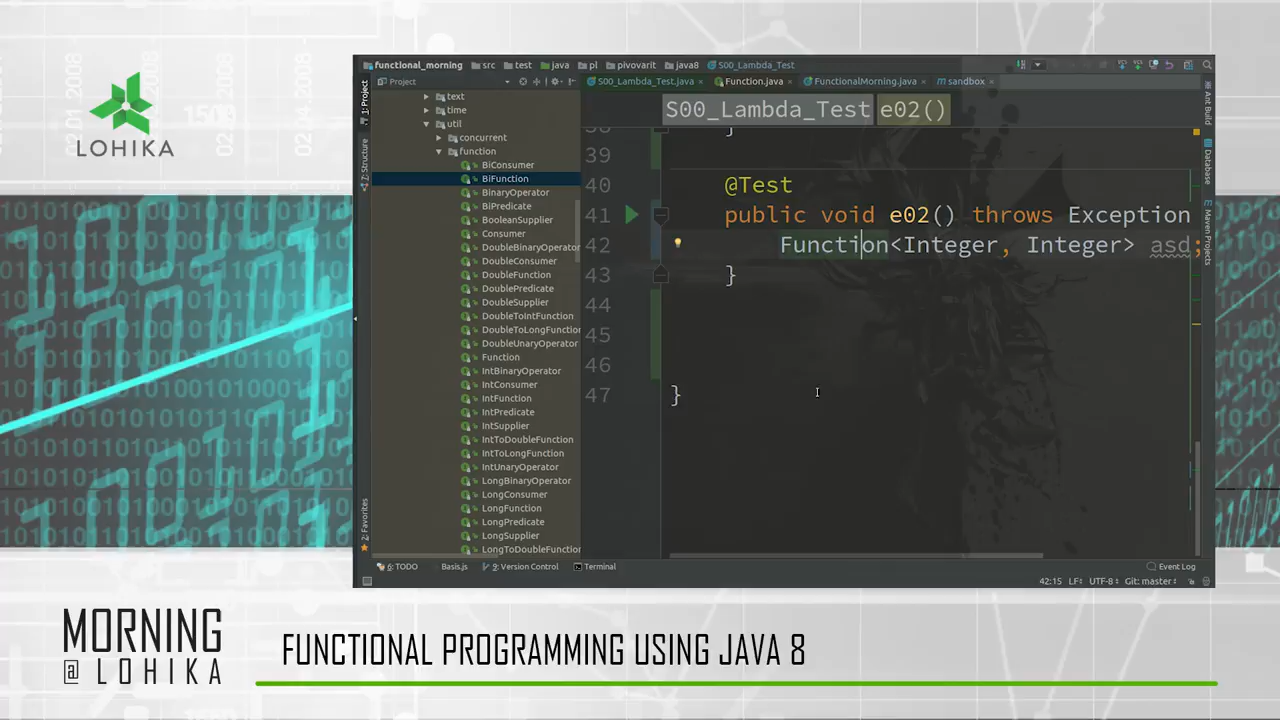 LOHIKA
functional_morning src test java pl pivovarit java8 S00_Lambda_Test
Project
S00_Lambda_Test.java Function.java FunctionalMorning.java sandbox
S00_Lambda_Test e02()
1: Project
7: Structure
2: Favorites
text
time
util
concurrent
function
BiConsumer
BiFunction
BinaryOperator
BiPredicate
BooleanSupplier
Consumer
DoubleBinaryOperator
DoubleConsumer
DoubleFunction
DoublePredicate
DoubleSupplier
DoubleToIntFunction
DoubleToLongFunctio
DoubleUnaryOperator
Function
IntBinaryOperator
IntConsumer
IntFunction
IntPredicate
IntSupplier
IntToDoubleFunction
IntToLongFunction
IntUnaryOperator
LongBinaryOperator
LongConsumer
LongFunction
LongPredicate
LongSupplier
LongToDoubleFunctio
38 }
39
40 @Test
41 public void e02() throws Exception
42 Function<Integer, Integer> asd;
43 }
44
45
46
47 }
Ant Build
Database
Maven Projects
6: TODO Basis.js 9: Version Control Terminal Event Log
42:15 LF÷ UTF-8÷ Git: master÷
MORNING
@ LOHIKA
FUNCTIONAL PROGRAMMING USING JAVA 8